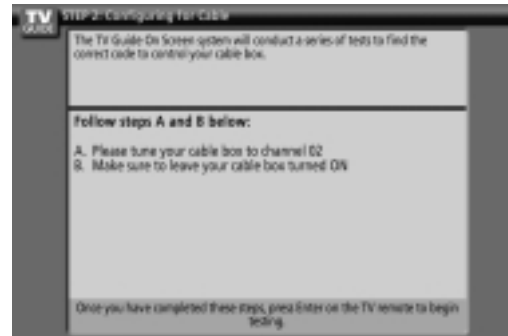 TV
GUIDE
STEP 2: Configuring for Cable
The TV Guide On Screen system will conduct a series of tests to find the
correct code to control your cable box.
Follow steps A and B below:
A. Please tune your cable box to channel 02
B. Make sure to leave your cable box turned ON
Once you have completed these steps, press Enter on the TV remote to begin
testing.